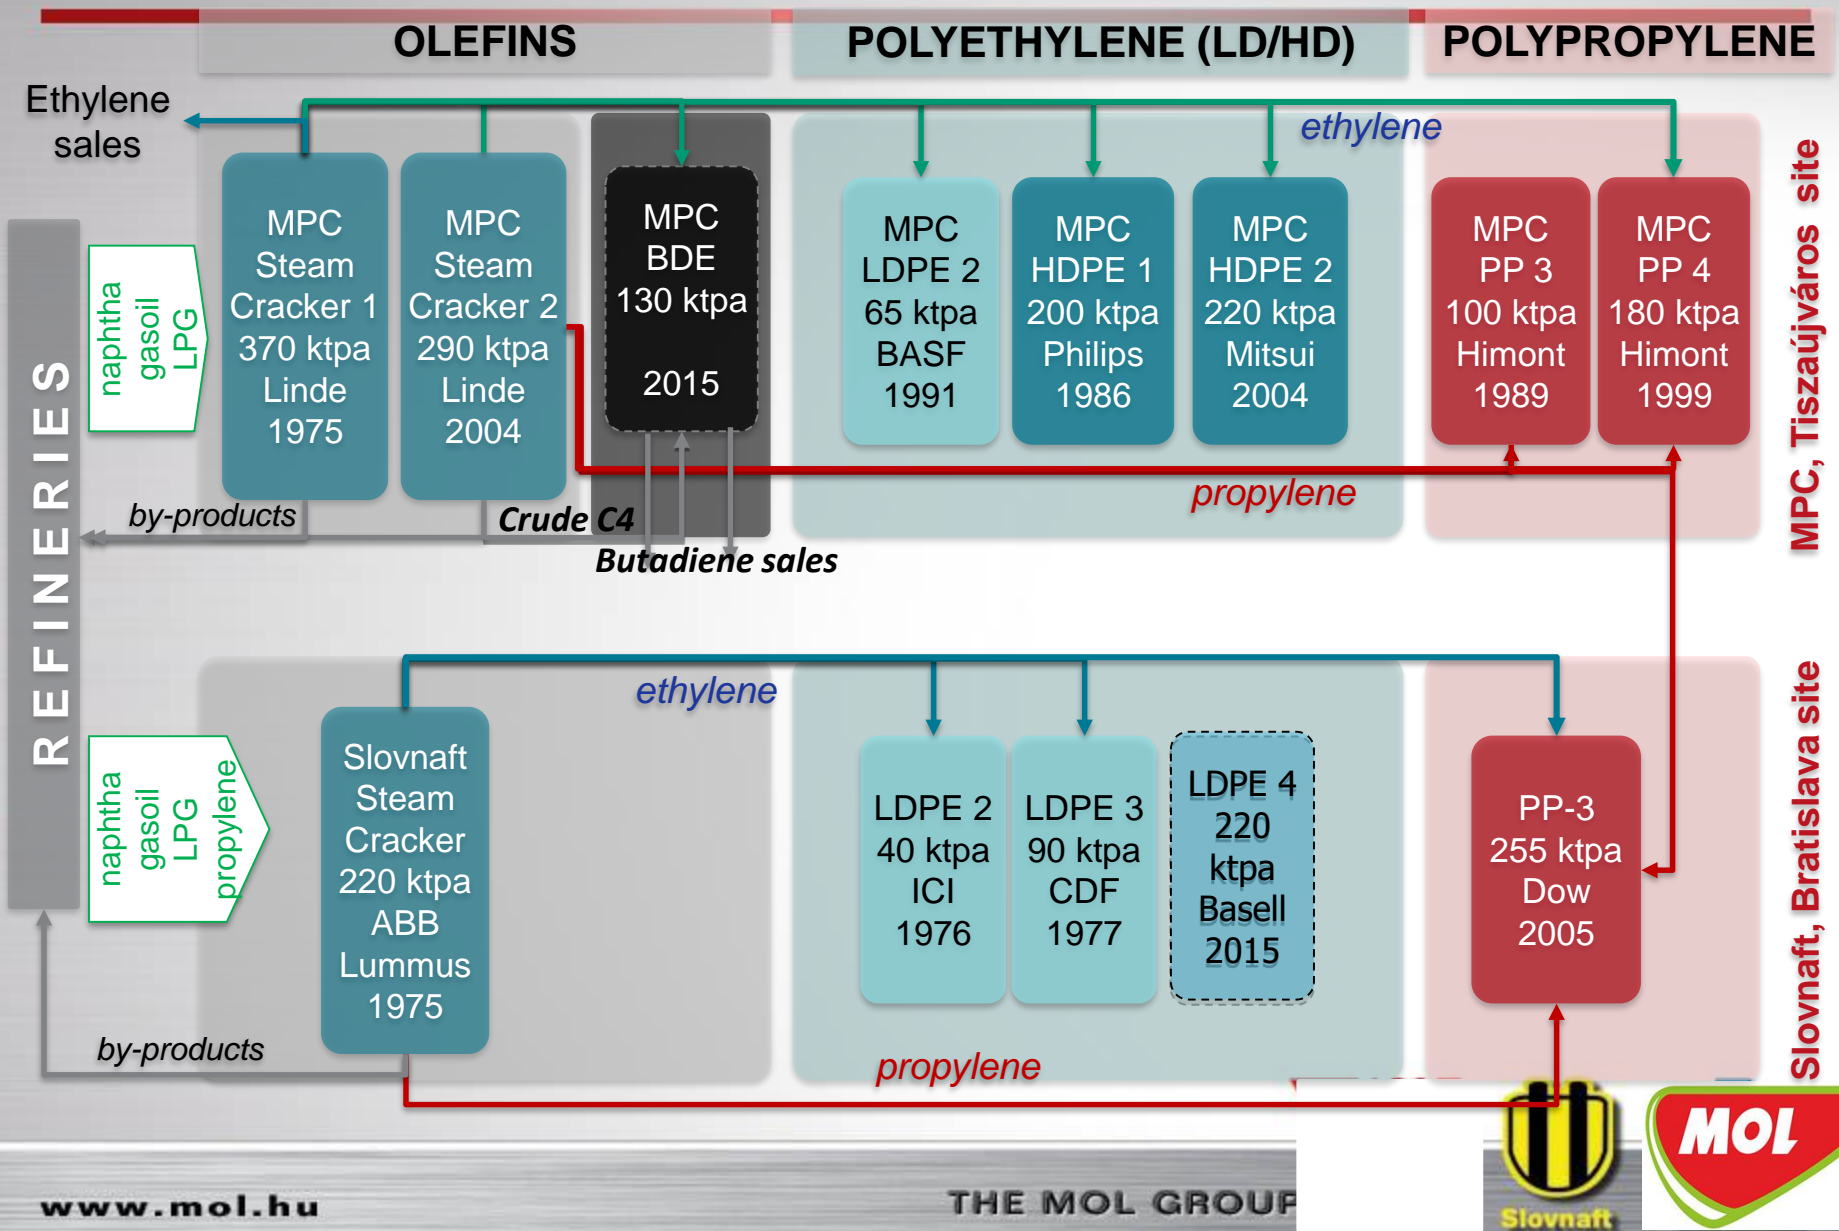 OLEFINS
POLYETHYLENE (LD/HD)
POLYPROPYLENE
Ethylene
sales
ethylene
MPC
Steam
Cracker 1
370 ktpa
Linde
1975
MPC
Steam
Cracker 2
290 ktpa
Linde
2004
MPC
BDE
130 ktpa
2015
MPC
LDPE 2
65 ktpa
BASF
1991
MPC
HDPE 1
200 ktpa
Philips
1986
MPC
HDPE 2
220 ktpa
Mitsui
2004
MPC
PP 3
100 ktpa
Himont
1989
MPC
PP 4
180 ktpa
Himont
1999
MPC, Tiszaújváros site
REFINERIES
naphtha
gasoil
LPG
propylene
by-products
Crude C4
Butadiene sales
ethylene
naphtha
gasoil
LPG
propylene
Slovnaft
Steam
Cracker
220 ktpa
ABB
Lummus
1975
LDPE 2
40 ktpa
ICI
1976
LDPE 3
90 ktpa
CDF
1977
LDPE 4
220
ktpa
Basell
2015
PP-3
255 ktpa
Dow
2005
Slovnaft, Bratislava site
by-products
propylene
MOL
www.mol.hu
THE MOL GROUP
Slovnaft